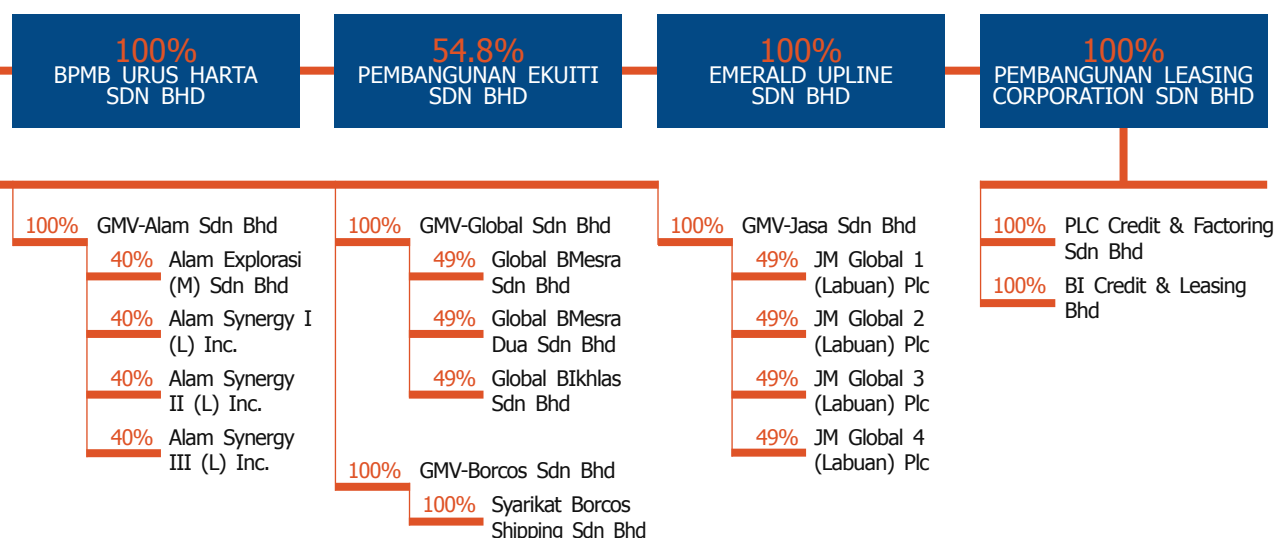 100%
BPMB URUS HARTA
SDN BHD
54.8%
PEMBANGUNAN EKUITI
SDN BHD
100%
EMERALD UPLINE
SDN BHD
100%
PEMBANGUNAN LEASING
CORPORATION SDN BHD
100% GMV-Alam Sdn Bhd
40% Alam Explorasi
(M) Sdn Bhd
40% Alam Synergy I
(L) Inc.
40% Alam Synergy
II (L) Inc.
40% Alam Synergy
III (L) Inc.
100% GMV-Global Sdn Bhd
49% Global BMesra
Sdn Bhd
49% Global BMesra
Dua Sdn Bhd
49% Global BIkhlas
Sdn Bhd
100% GMV-Borcos Sdn Bhd
100% Syarikat Borcos
Shipping Sdn Bhd
100% GMV-Jasa Sdn Bhd
49% JM Global 1
(Labuan) Plc
49% JM Global 2
(Labuan) Plc
49% JM Global 3
(Labuan) Plc
49% JM Global 4
(Labuan) Plc
100% PLC Credit & Factoring
Sdn Bhd
100% BI Credit & Leasing
Bhd